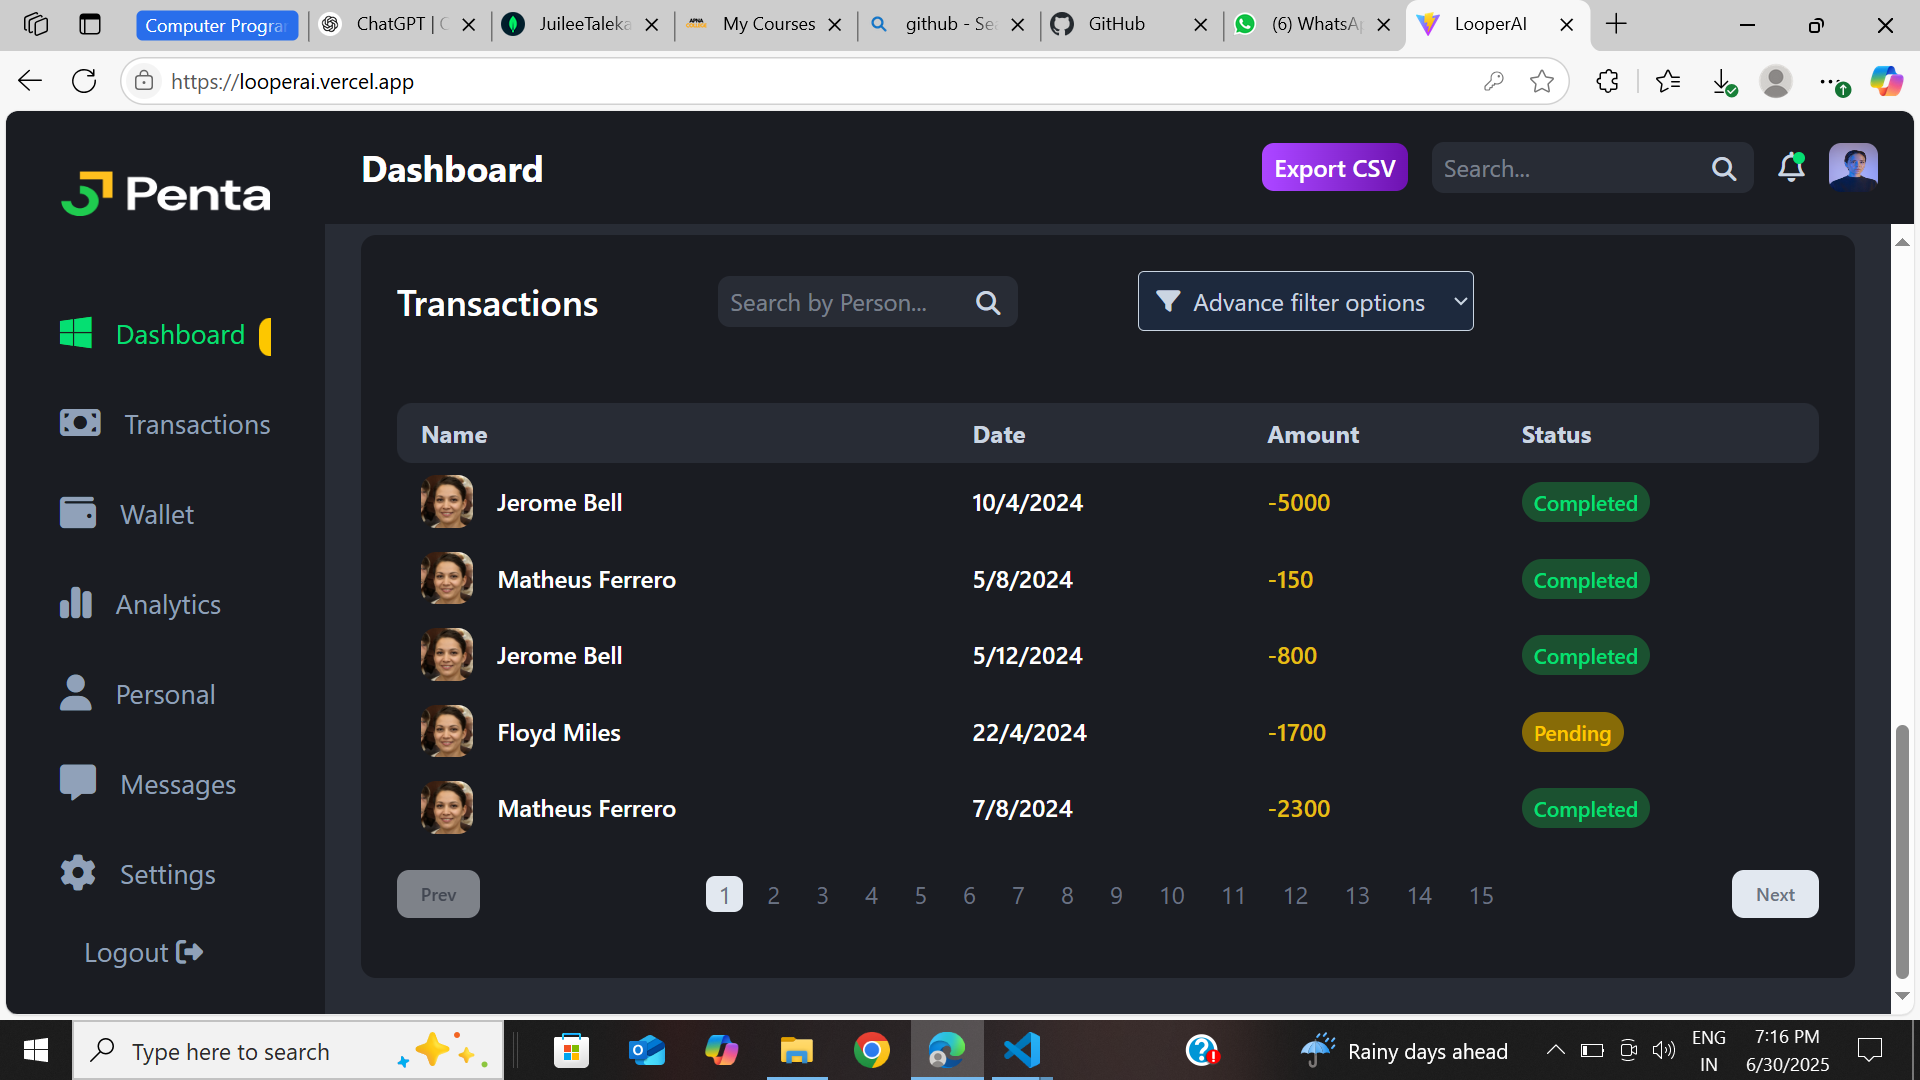 Computer Progra
ChatGPT | C
JuileeTaleka
APNA
My Courses
github - Sea
GitHub
(6) WhatsAp
LooperAI
https://looperai.vercel.app
Penta
Dashboard
Export CSV
Search...
Dashboard
Transactions
Wallet
Analytics
Personal
Messages
Settings
Logout
Transactions
Search by Person...
Advance filter options
Name Date Amount Status
Jerome Bell 10/4/2024 -5000 Completed
Matheus Ferrero 5/8/2024 -150 Completed
Jerome Bell 5/12/2024 -800 Completed
Floyd Miles 22/4/2024 -1700 Pending
Matheus Ferrero 7/8/2024 -2300 Completed
Prev 1 2 3 4 5 6 7 8 9 10 11 12 13 14 15 Next
Type here to search
Rainy days ahead
ENG
IN
7:16 PM
6/30/2025